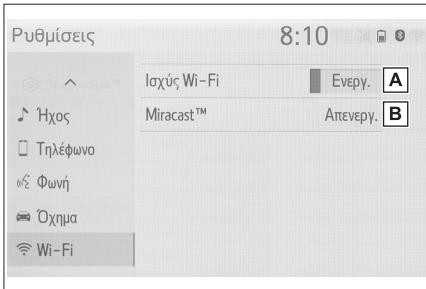 Ρυθμίσεις
8:10
Ισχύς Wi-Fi
Ενεργ.
A
Ήχος
Miracast™
Απενεργ.
B
Τηλέφωνο
Φωνή
Όχημα
Wi-Fi